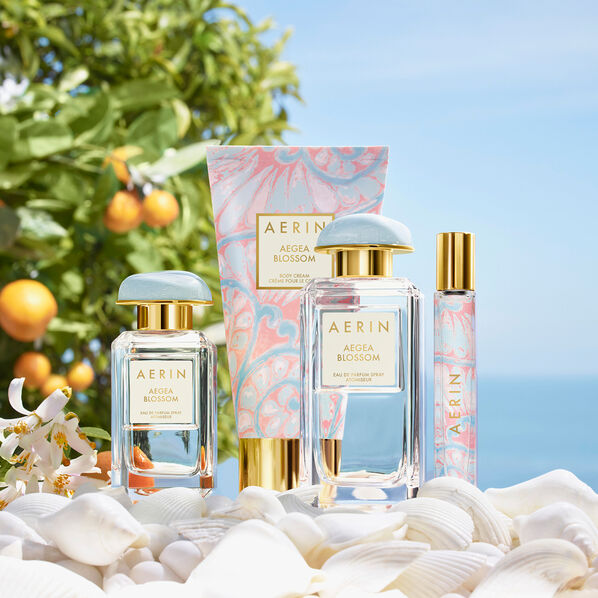 AERIN
AEGEA
BLOSSOM
BODY CREAM
CRÈME POUR LE
AERIN
AEGEA
BLOSSOM
EAU DE PARFUM SPRAY
ATOMISEUR
AERIN
AEGEA
BLOSSOM
EAU DE PARFUM SPRAY
ATOMISEUR
AERIN